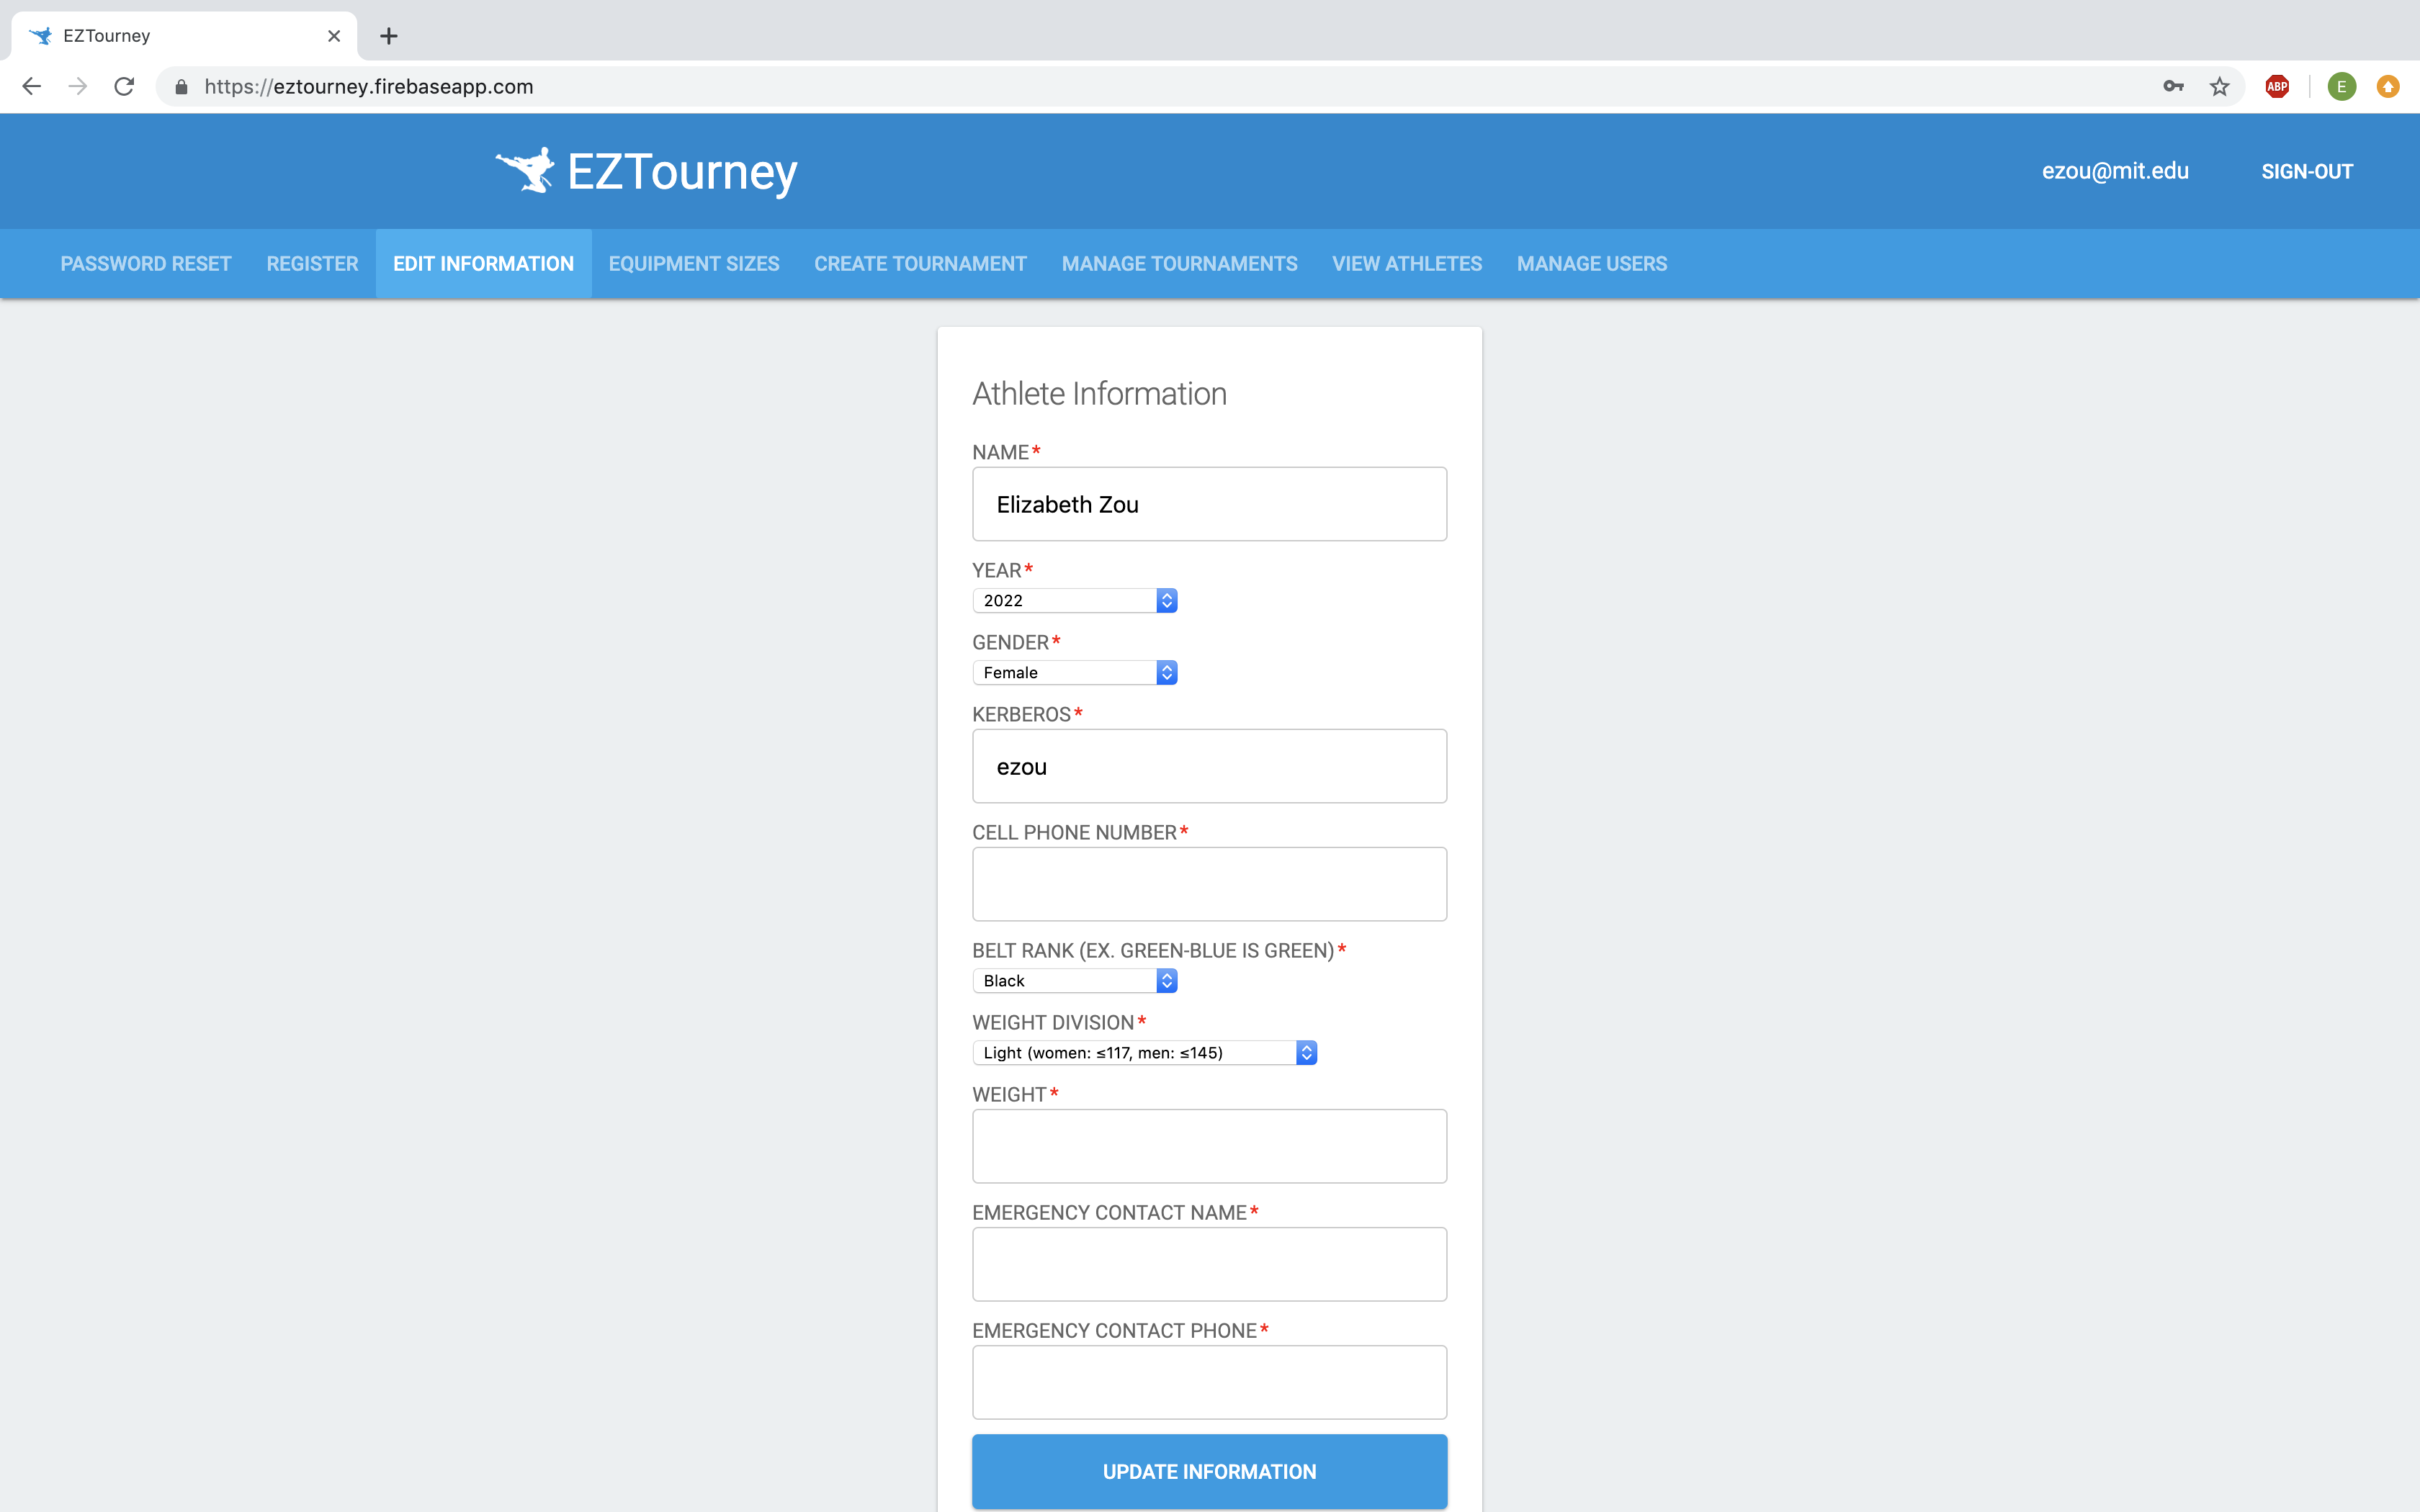 EZTourney
https://eztourney.firebaseapp.com
ABP
E
EZTourney
ezou@mit.edu
SIGN-OUT
PASSWORD RESET
REGISTER
EDIT INFORMATION
EQUIPMENT SIZES
CREATE TOURNAMENT
MANAGE TOURNAMENTS
VIEW ATHLETES
MANAGE USERS
Athlete Information
NAME*
Elizabeth Zou
YEAR*
2022
GENDER*
Female
KERBEROS*
ezou
CELL PHONE NUMBER*
BELT RANK (EX. GREEN-BLUE IS GREEN)*
Black
WEIGHT DIVISION*
Light (women: ≤117, men: ≤145)
WEIGHT*
EMERGENCY CONTACT NAME*
EMERGENCY CONTACT PHONE*
UPDATE INFORMATION